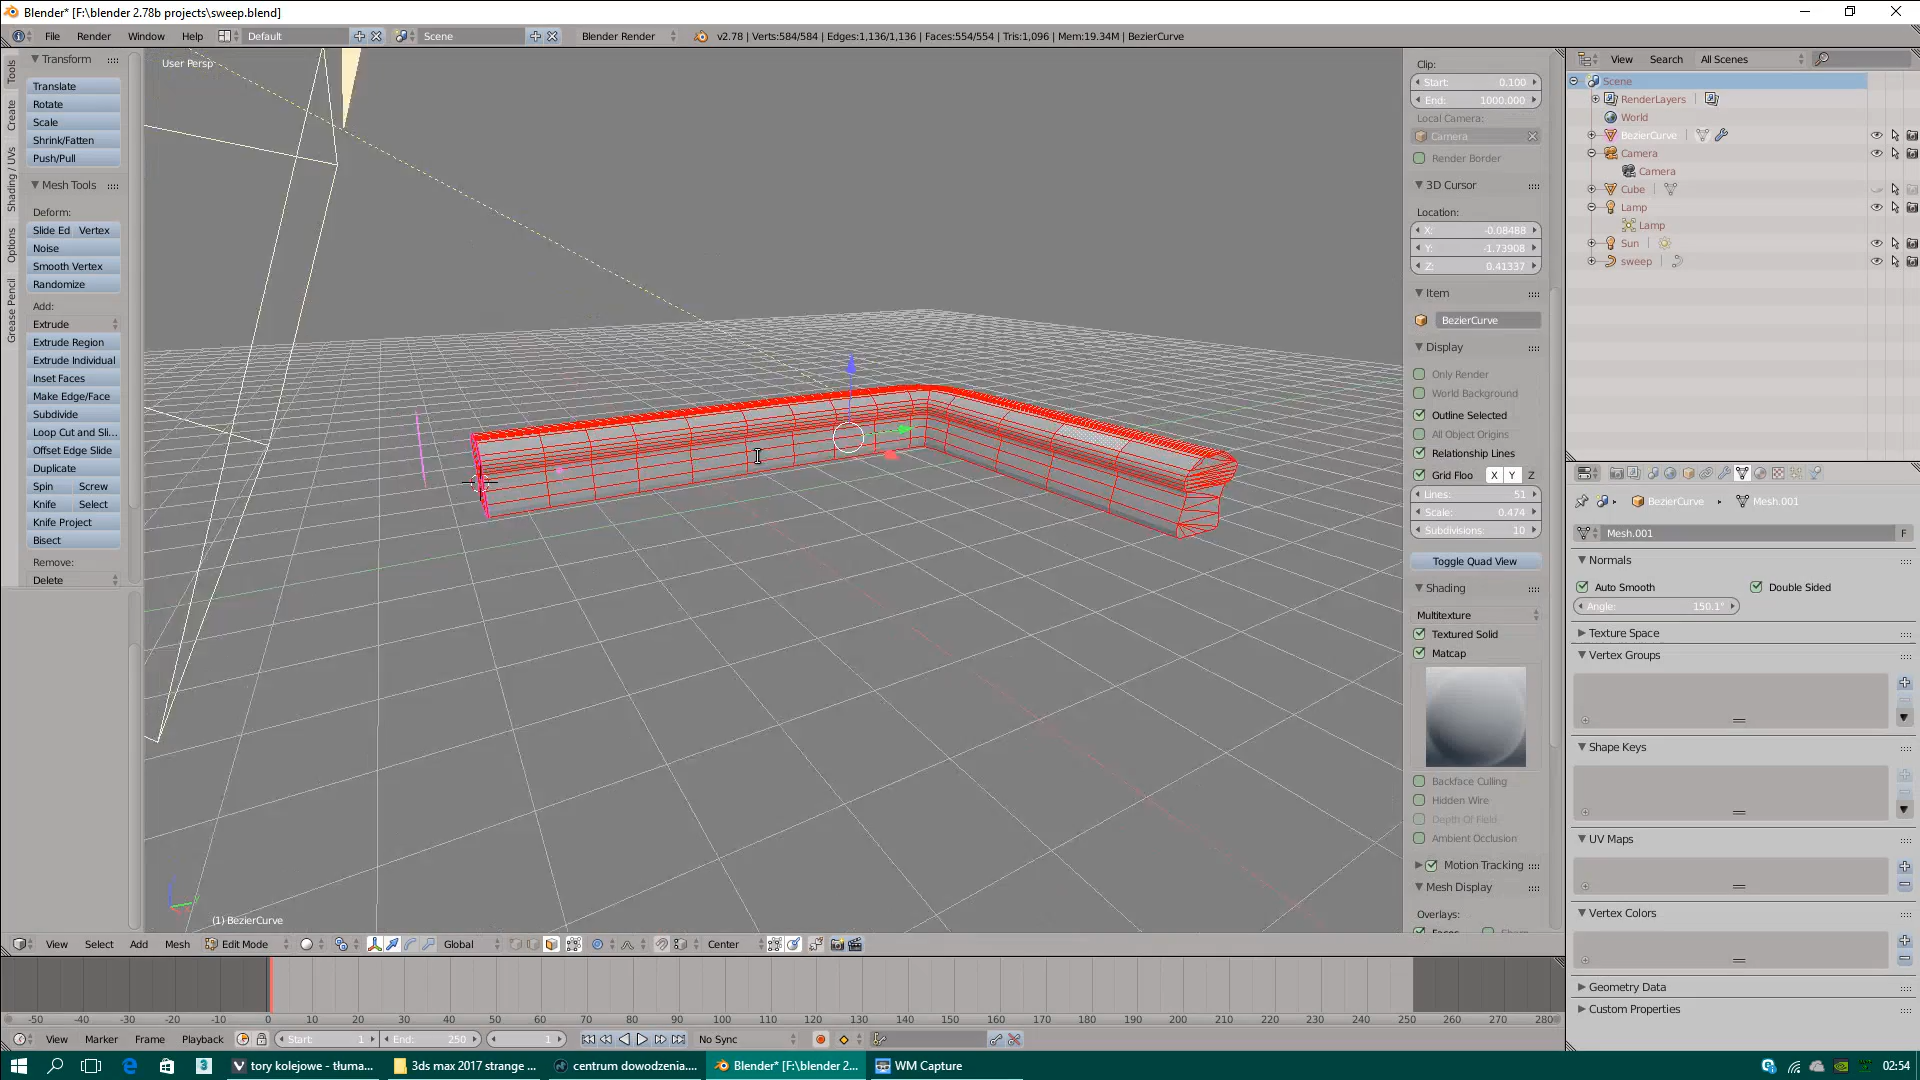 Blender* [F:\blender 2.78b projects\sweep.blend]
File Render Window Help Default Scene Blender Render v2.78 | Verts:584/584 | Edges:1,136/1,136 | Faces:554/554 | Tris:1,096 | Mem:19.34M | BezierCurve
Tools
Create
Shading / UVs
Options
Grease Pencil
Transform
Translate
Rotate
Scale
Shrink/Fatten
Push/Pull
Mesh Tools
Deform:
Slide Ed Vertex
Noise
Smooth Vertex
Randomize
Add:
Extrude
Extrude Region
Extrude Individual
Inset Faces
Make Edge/Face
Subdivide
Loop Cut and Sli...
Offset Edge Slide
Duplicate
Spin Screw
Knife Select
Knife Project
Bisect
Remove:
Delete
User Persp
(1) BezierCurve
Clip:
Start: 0.100
End: 1000.000
Local Camera:
Camera
Render Border
3D Cursor
Location:
X: -0.08488
Y: -1.73908
Z: 0.41337
Item
BezierCurve
Display
Only Render
World Background
Outline Selected
All Object Origins
Relationship Lines
Grid Floo X Y Z
Lines: 51
Scale: 0.474
Subdivisions: 10
Toggle Quad View
Shading
Multitexture
Textured Solid
Matcap
Backface Culling
Hidden Wire
Depth Of Field
Ambient Occlusion
Motion Tracking
Mesh Display
Overlays:
View Search All Scenes
Scene
RenderLayers
World
BezierCurve
Camera
Camera
Cube
Lamp
Lamp
Sun
sweep
BezierCurve Mesh.001
Mesh.001 F
Normals
Auto Smooth Double Sided
Angle: 150.1°
Texture Space
Vertex Groups
Shape Keys
UV Maps
Vertex Colors
Geometry Data
Custom Properties
View Select Add Mesh Edit Mode Global Center
-50 -40 -30 -20 -10 0 10 20 30 40 50 60 70 80 90 100 110 120 130 140 150 160 170 180 190 200 210 220 230 240 250 260 270 280
View Marker Frame Playback Start: 1 End: 250 1 No Sync
tory kolejowe - tłuma... 3ds max 2017 strange ... centrum dowodzenia.... Blender* [F:\blender 2... WM Capture 02:54